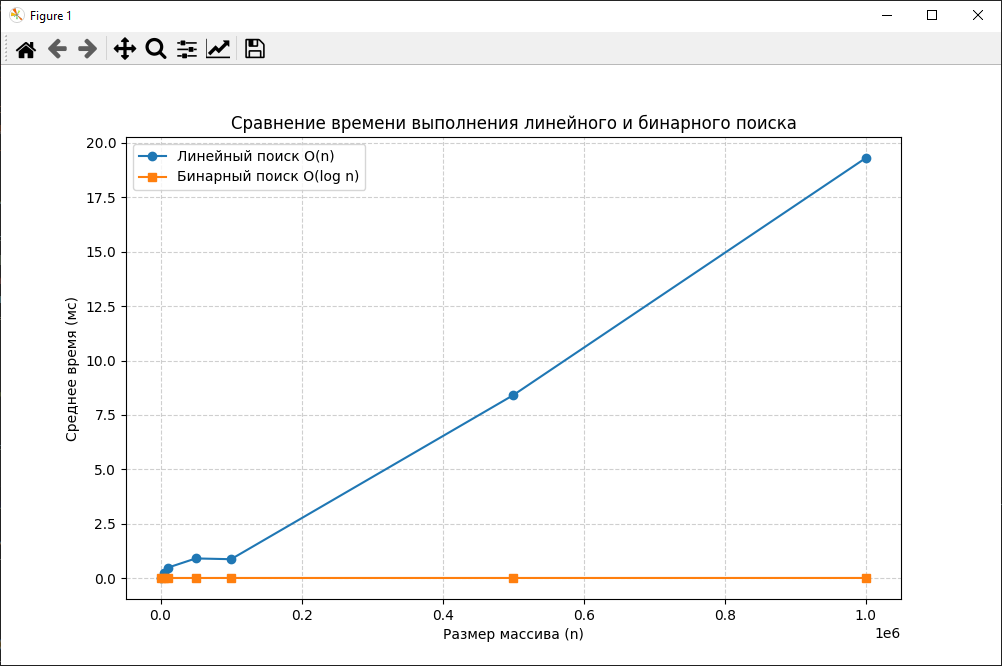 Figure 1
Сравнение времени выполнения линейного и бинарного поиска
Линейный поиск O(n)
Бинарный поиск O(log n)
Среднее время (мс)
20.0
17.5
15.0
12.5
10.0
7.5
5.0
2.5
0.0
0.0 0.2 0.4 0.6 0.8 1.0
1e6
Размер массива (n)